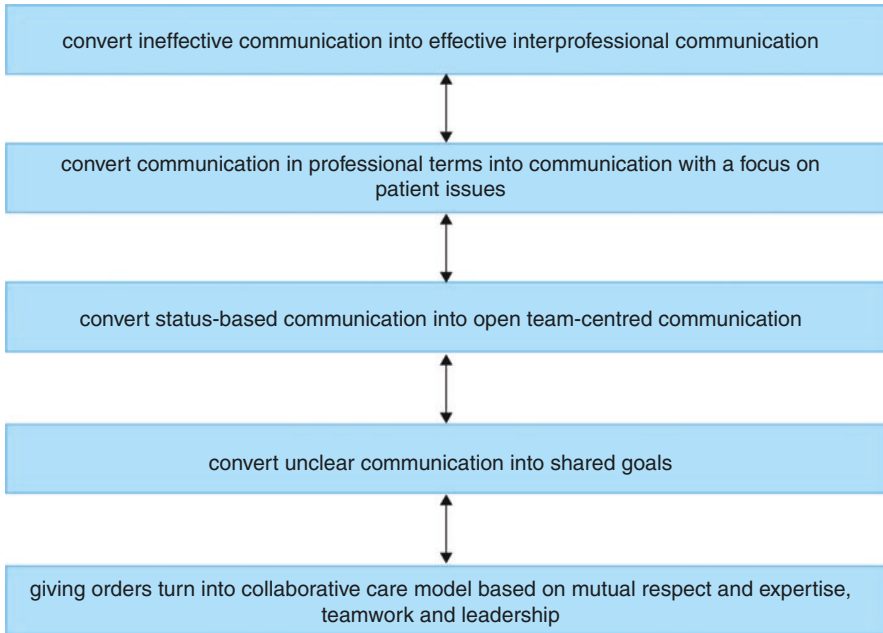 convert ineffective communication into effective interprofessional communication
convert communication in professional terms into communication with a focus on
patient issues
convert status-based communication into open team-centred communication
convert unclear communication into shared goals
giving orders turn into collaborative care model based on mutual respect and expertise,
teamwork and leadership